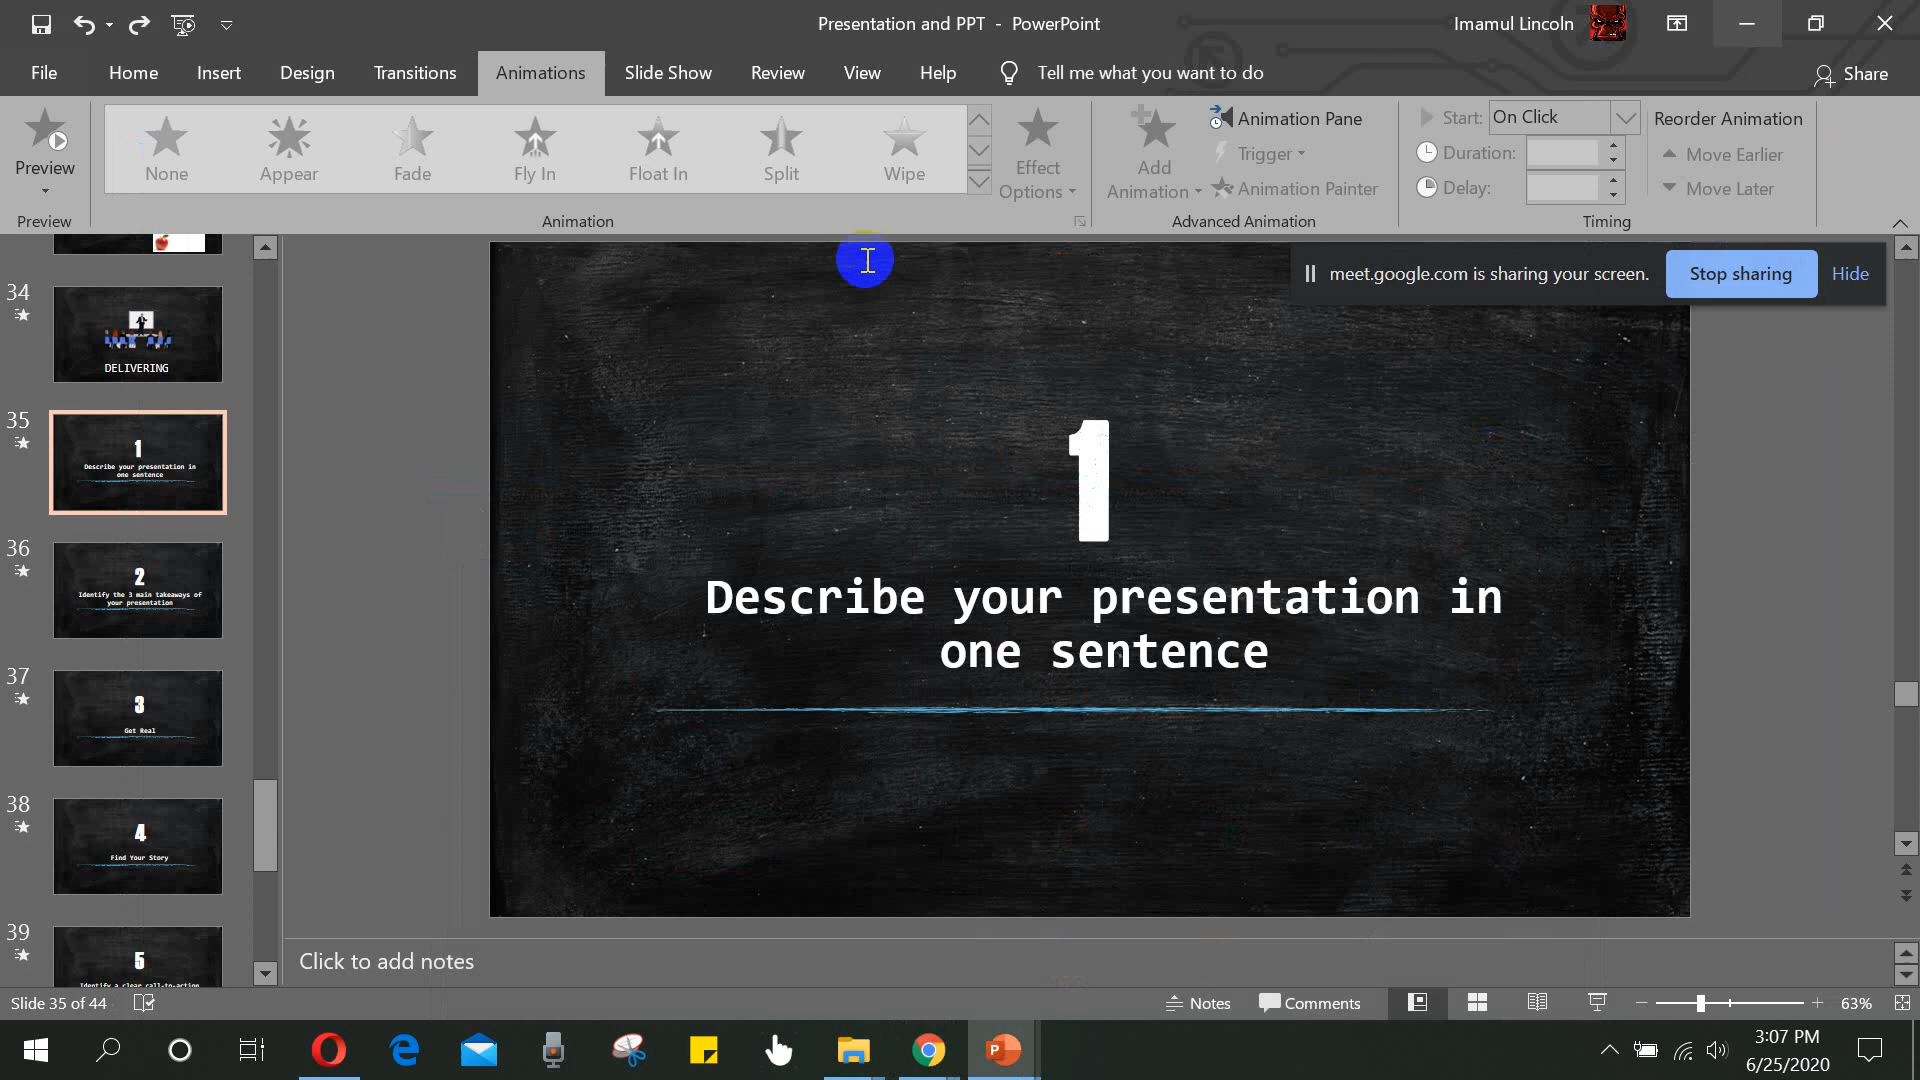 Presentation and PPT - PowerPoint
Imamul Lincoln
File Home Insert Design Transitions Animations Slide Show Review View Help Tell me what you want to do Share
Preview
Preview
None Appear Fade Fly In Float In Split Wipe
Animation
Effect
Options
Add
Animation
Animation Pane
Trigger
Animation Painter
Advanced Animation
Start: On Click
Duration:
Delay:
Reorder Animation
Move Earlier
Move Later
Timing
meet.google.com is sharing your screen. Stop sharing Hide
34
DELIVERING
35
1
Describe your presentation in
one sentence
36
2
Identify the 3 main takeaways of
your presentation
37
3
Get Real
38
4
Find Your Story
39
5
Identify a clear call-to-action
1
Describe your presentation in
one sentence
Click to add notes
Slide 35 of 44
Notes Comments 63%
3:07 PM
6/25/2020